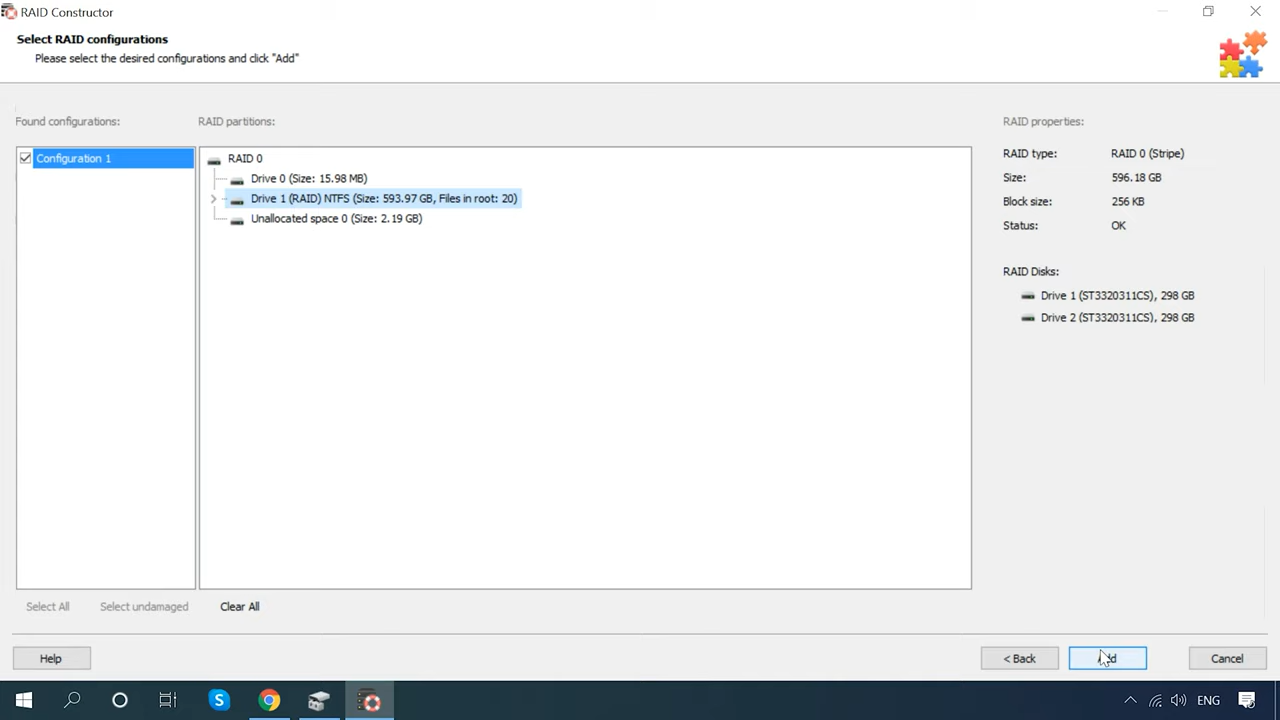 RAID Constructor
Select RAID configurations
Please select the desired configurations and click "Add"
Found configurations:
RAID partitions:
RAID properties:
Configuration 1
RAID 0
Drive 0 (Size: 15.98 MB)
Drive 1 (RAID) NTFS (Size: 593.97 GB, Files in root: 20)
Unallocated space 0 (Size: 2.19 GB)
RAID type: RAID 0 (Stripe)
Size: 596.18 GB
Block size: 256 KB
Status: OK
RAID Disks:
Drive 1 (ST3320311CS), 298 GB
Drive 2 (ST3320311CS), 298 GB
Select All Select undamaged Clear All
Help < Back Add Cancel
ENG